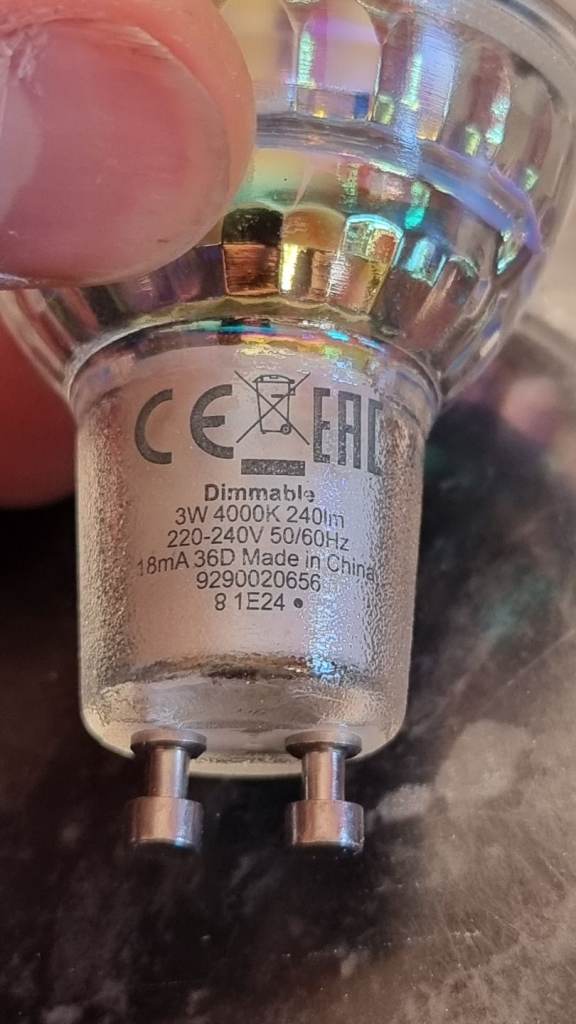 CE EAC
Dimmable
3W 4000K 240lm
220-240V 50/60Hz
18mA 36D Made in China
9290020656
8 1E24 •